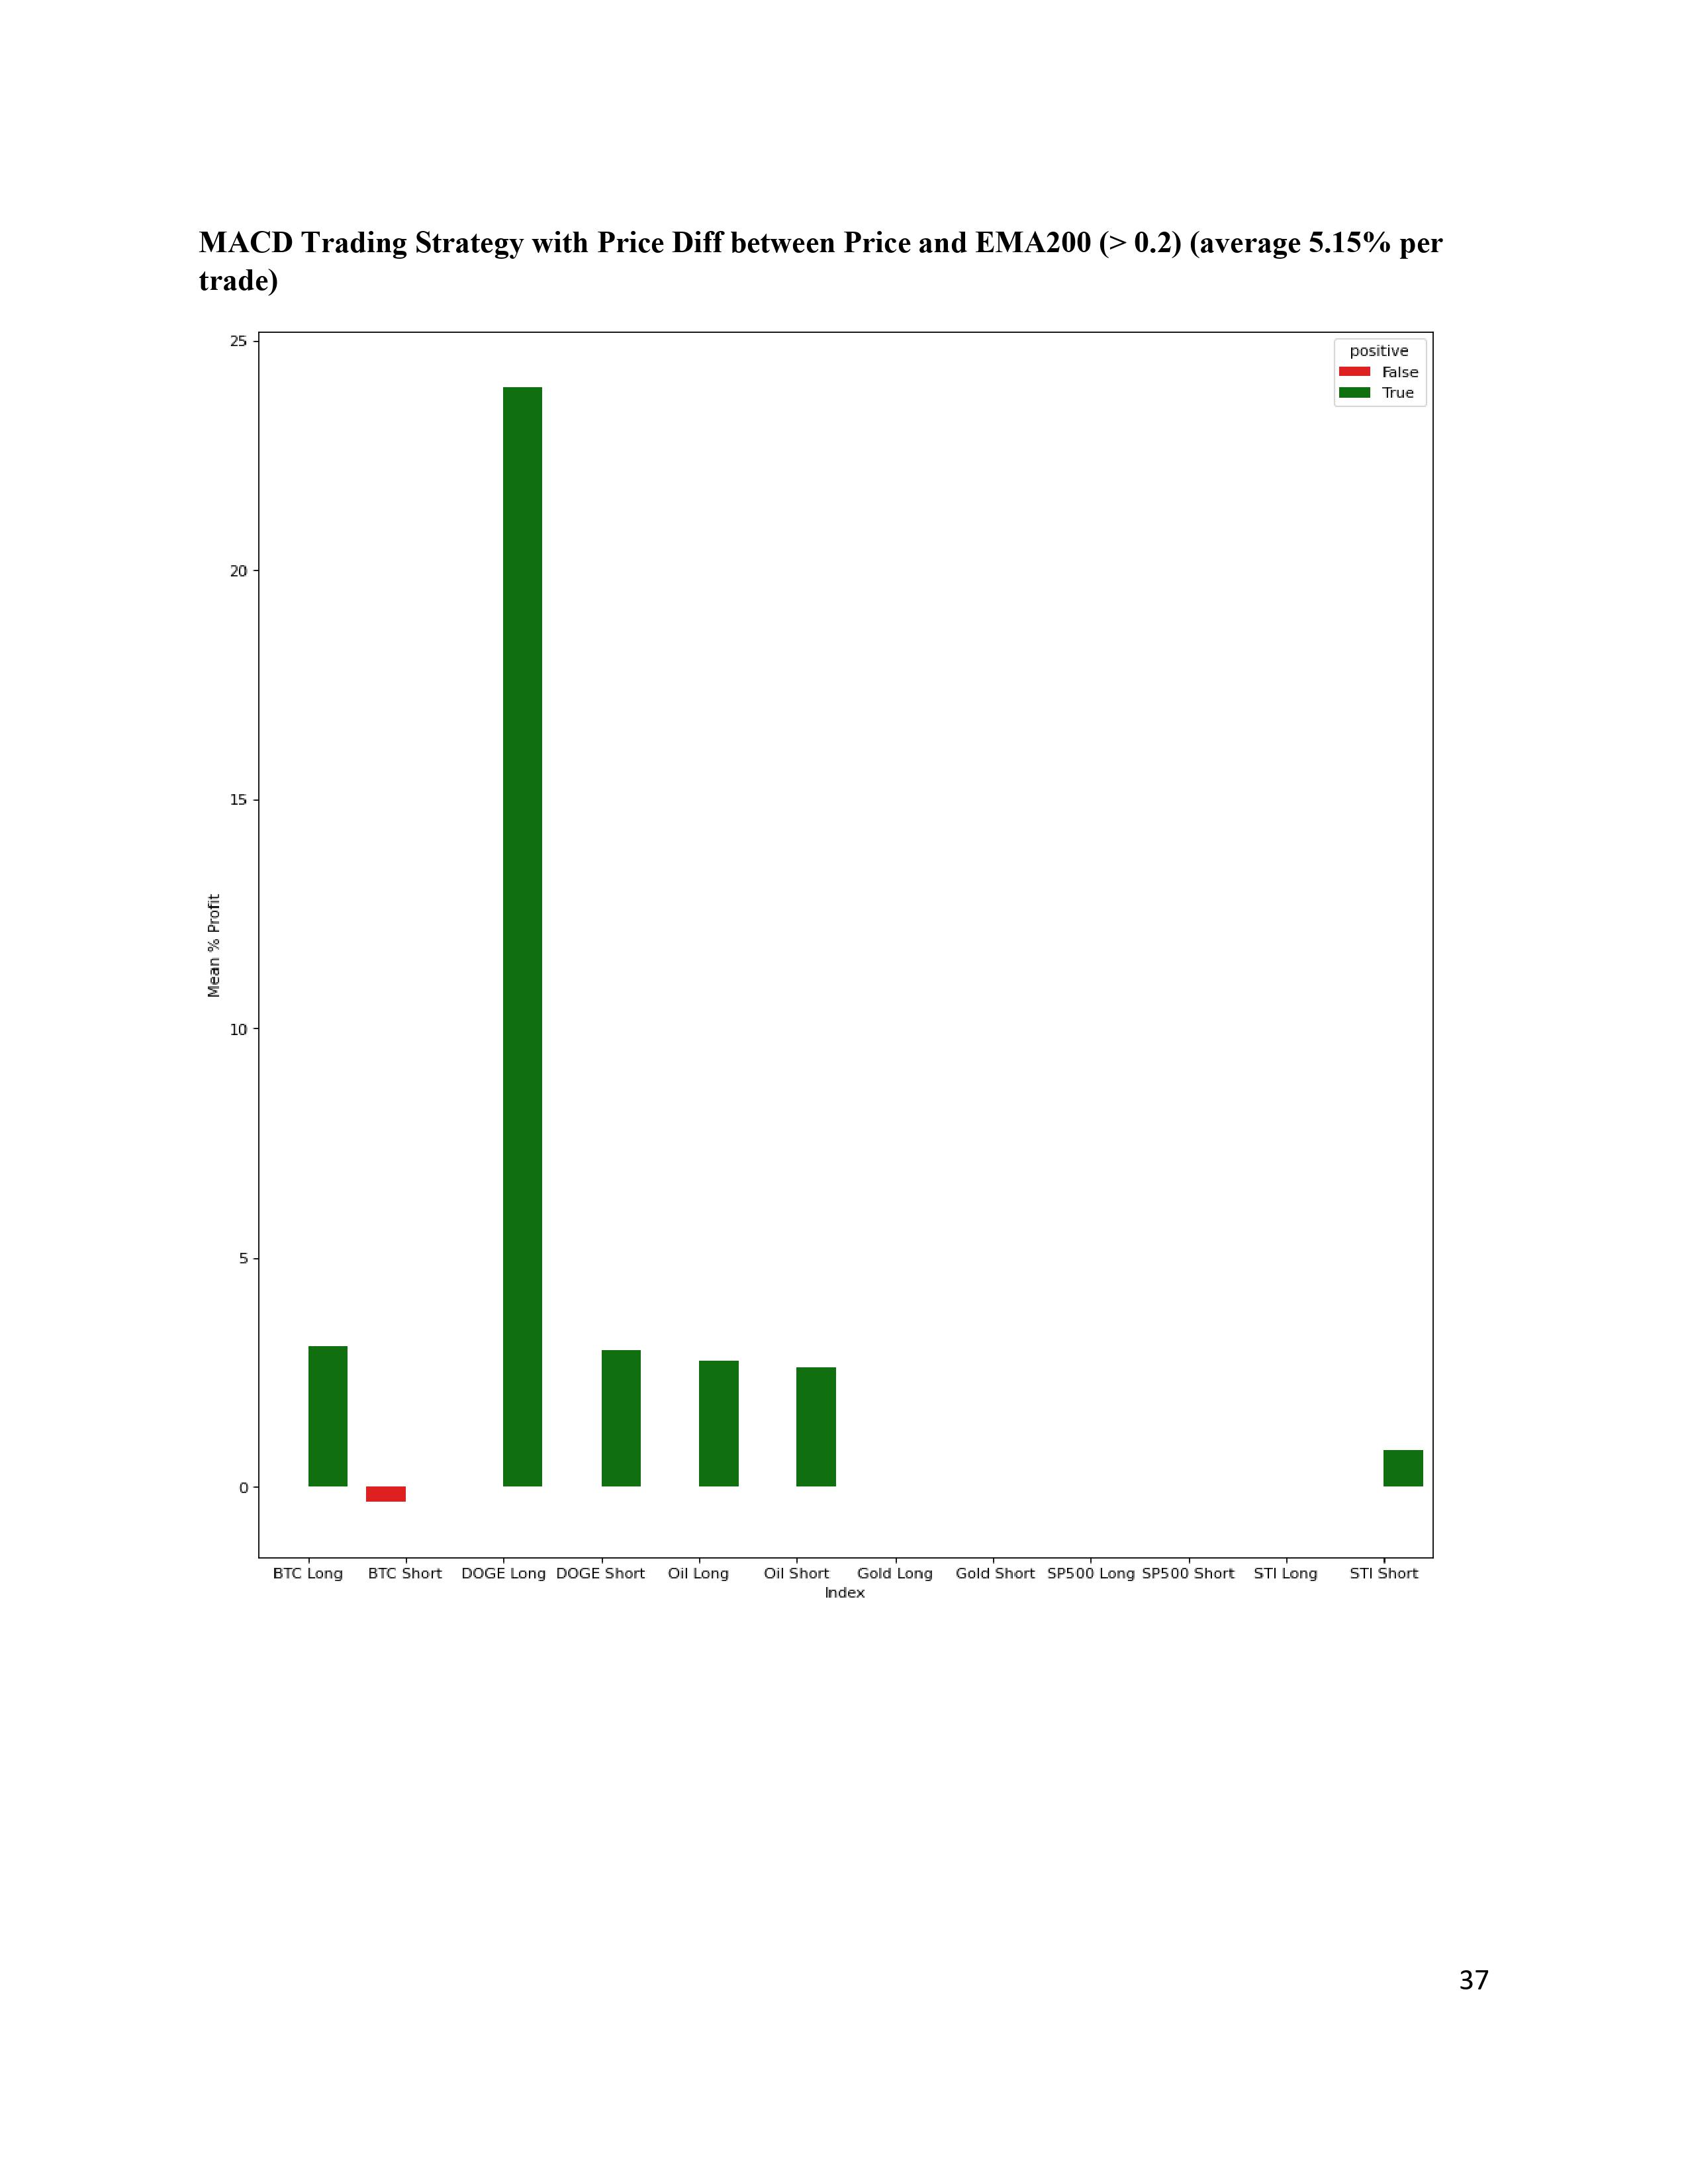 MACD Trading Strategy with Price Diff between Price and EMA200 (> 0.2) (average 5.15% per
trade)
25
20
15
10
5
0
Mean % Profit
positive
False
True
BTC Long BTC Short DOGE Long DOGE Short Oil Long Oil Short Gold Long Gold Short SP500 Long SP500 Short STI Long STI Short
Index
37